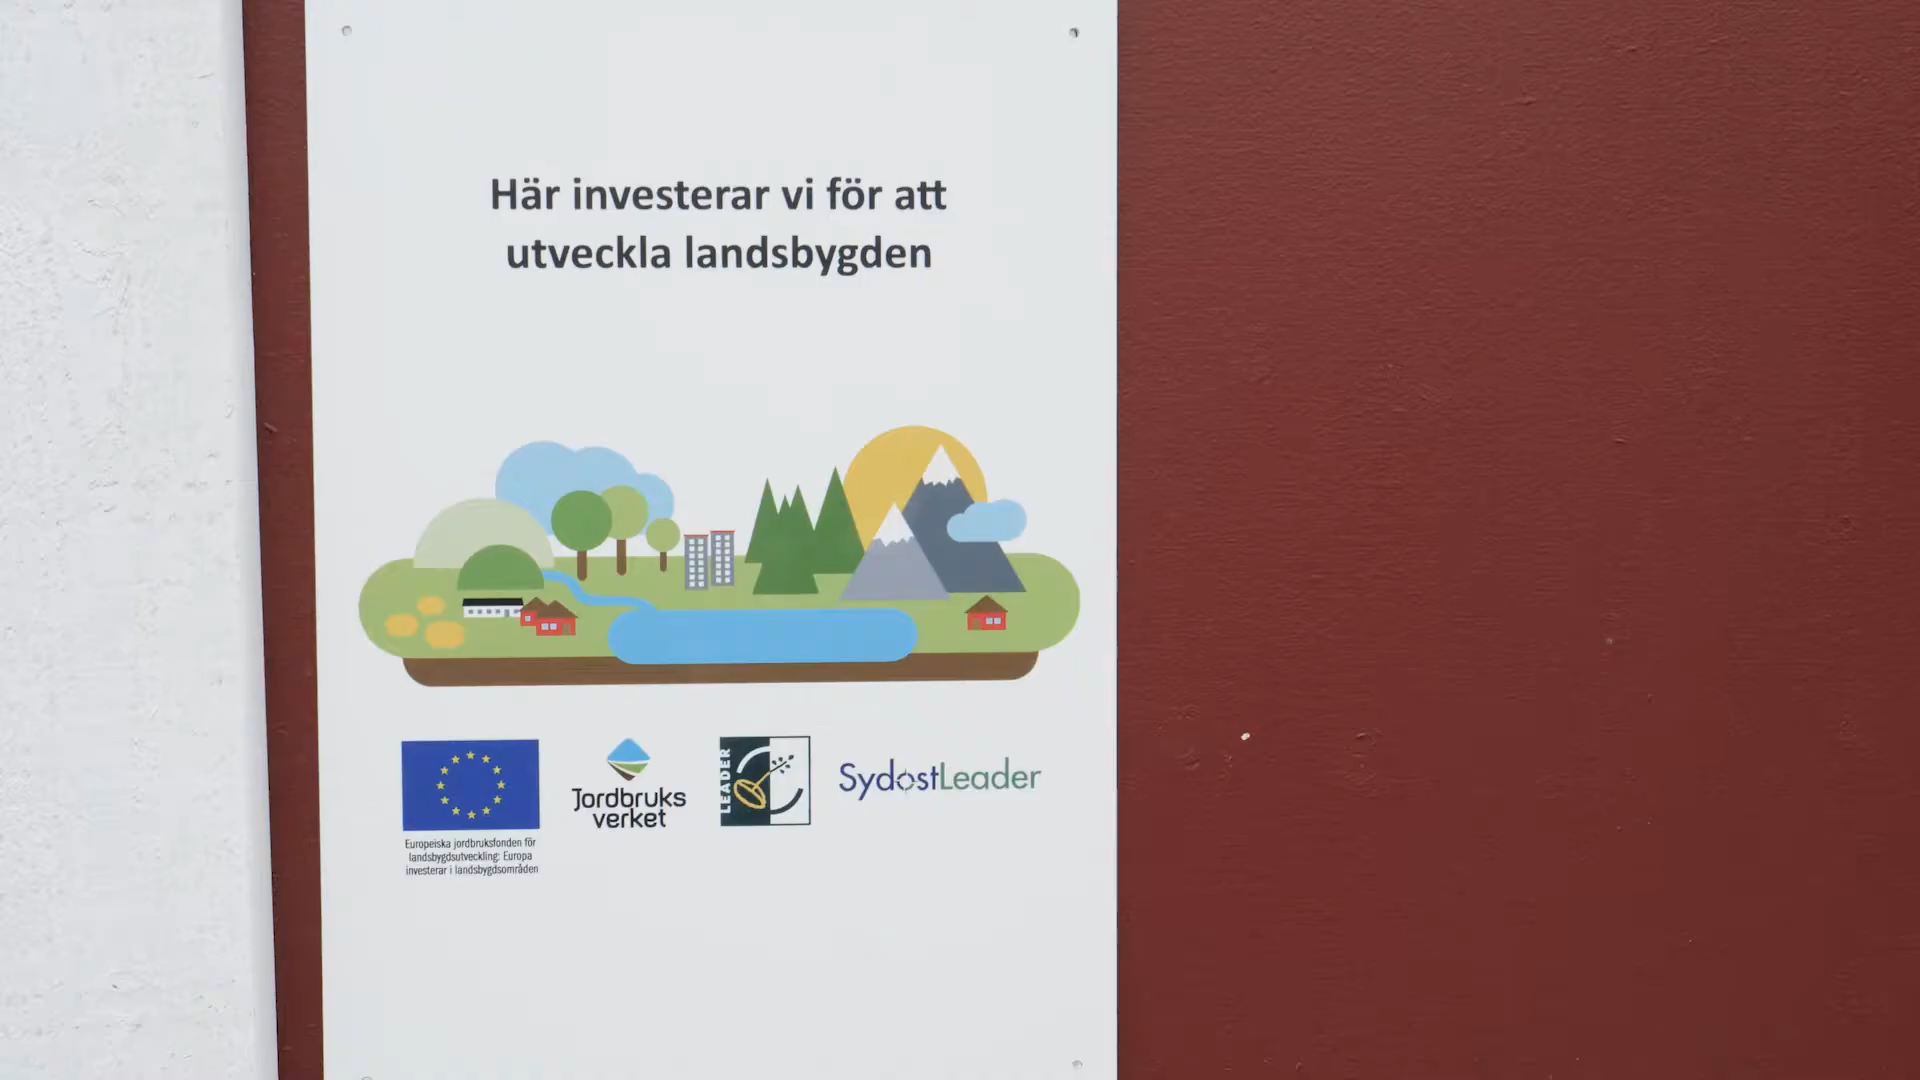 Här investerar vi för att
utveckla landsbygden
Europeiska jordbruksfonden för
landsbygdsutveckling: Europa
investerar i landsbygdsområden
Jordbruks
verket
LEADER
SydostLeader